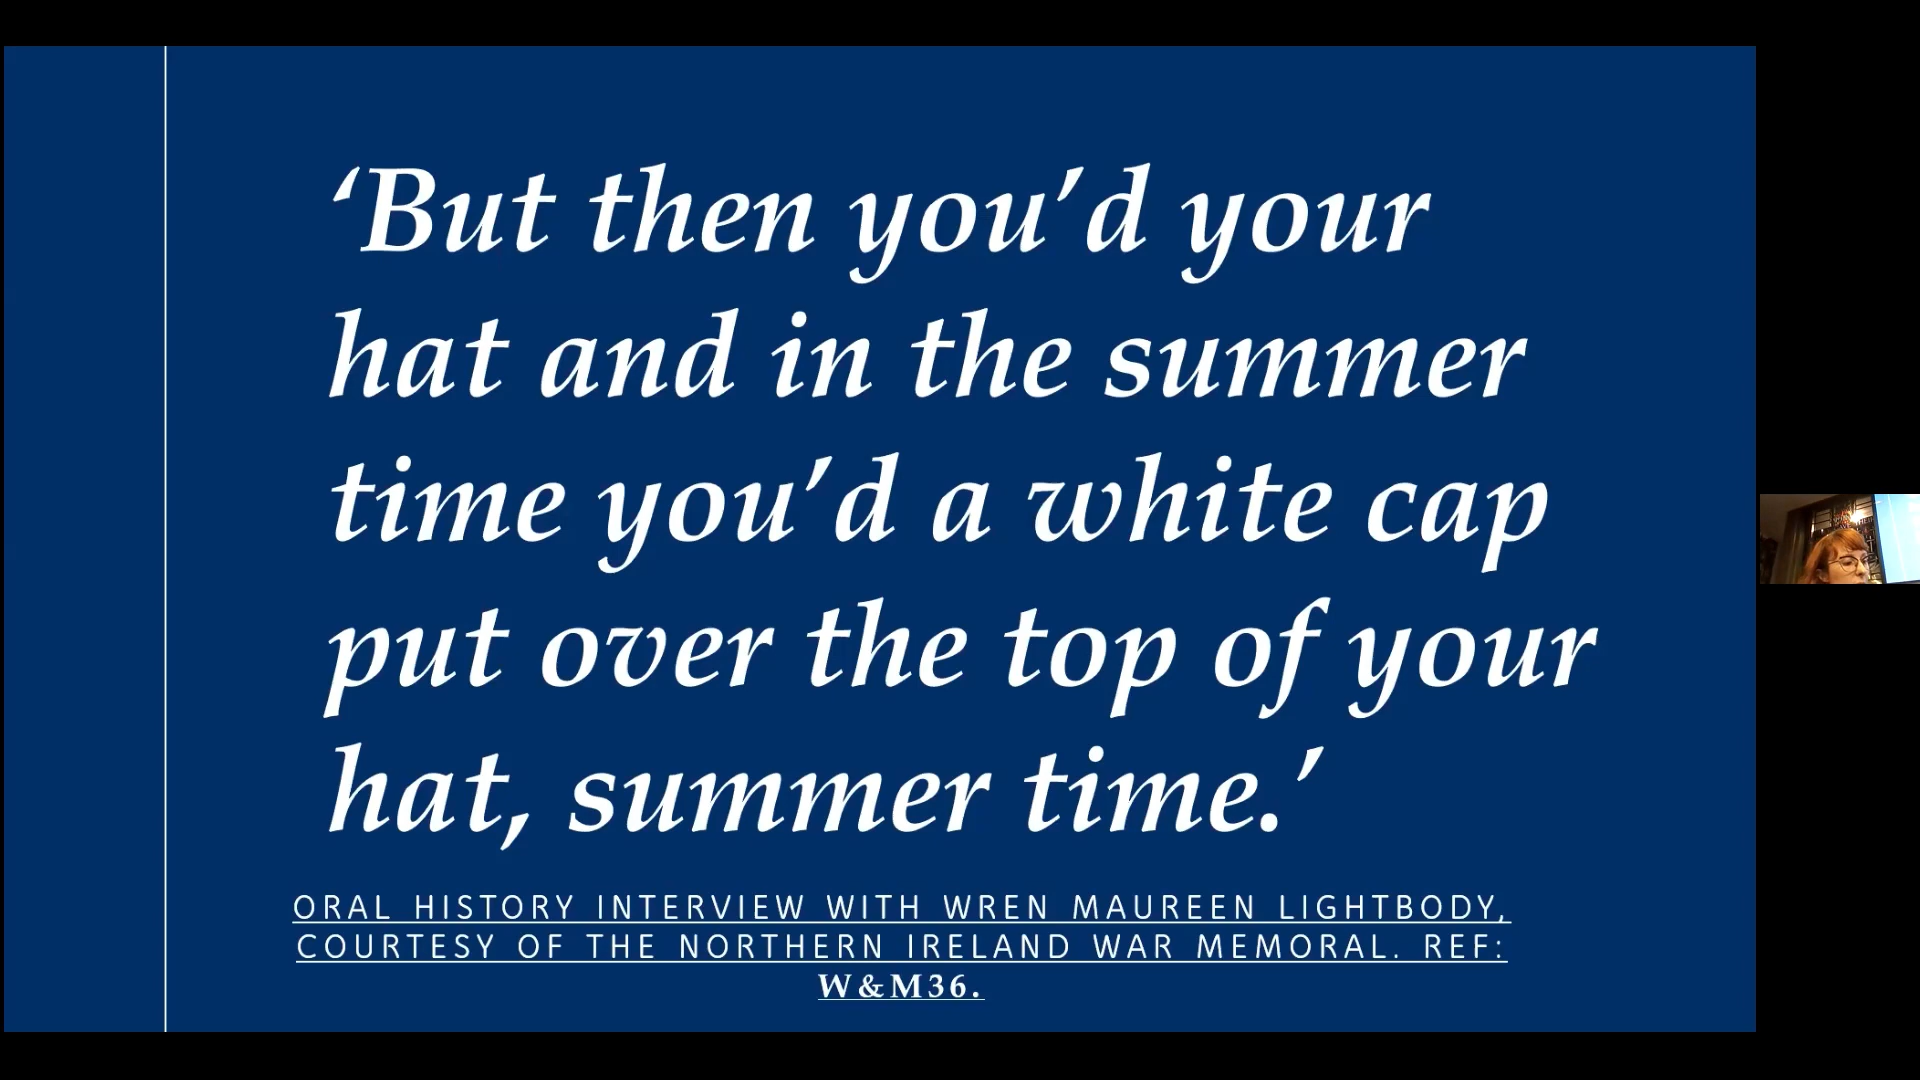 ‘But then you’d your
hat and in the summer
time you’d a white cap
put over the top of your
hat, summer time.’
ORAL HISTORY INTERVIEW WITH WREN MAUREEN LIGHTBODY,
COURTESY OF THE NORTHERN IRELAND WAR MEMORAL. REF:
W&M36.